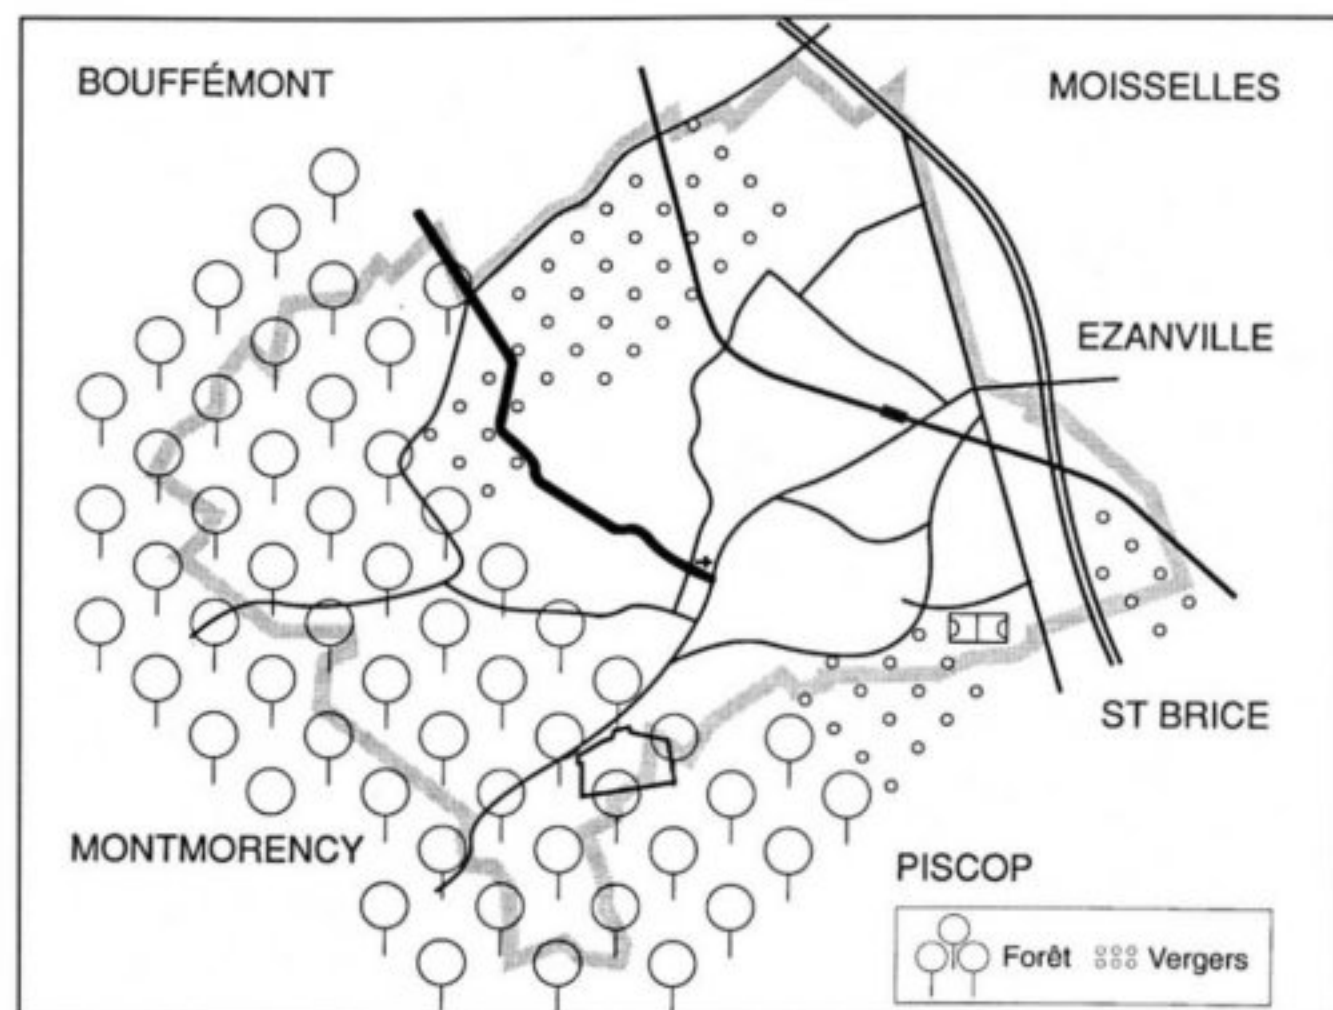 BOUFFÉMONT
MOISSELLES
EZANVILLE
ST BRICE
MONTMORENCY
PISCOP
Forêt
Vergers